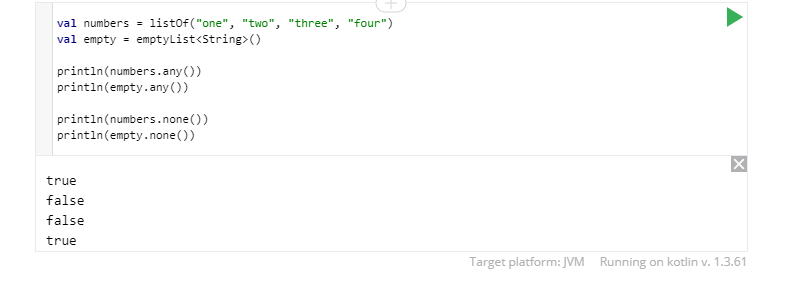 val numbers = listOf("one", "two", "three", "four")
val empty = emptyList<String>()
println(numbers.any())
println(empty.any())
println(numbers.none())
println(empty.none())
true
false
false
true
Target platform: JVM Running on kotlin v. 1.3.61